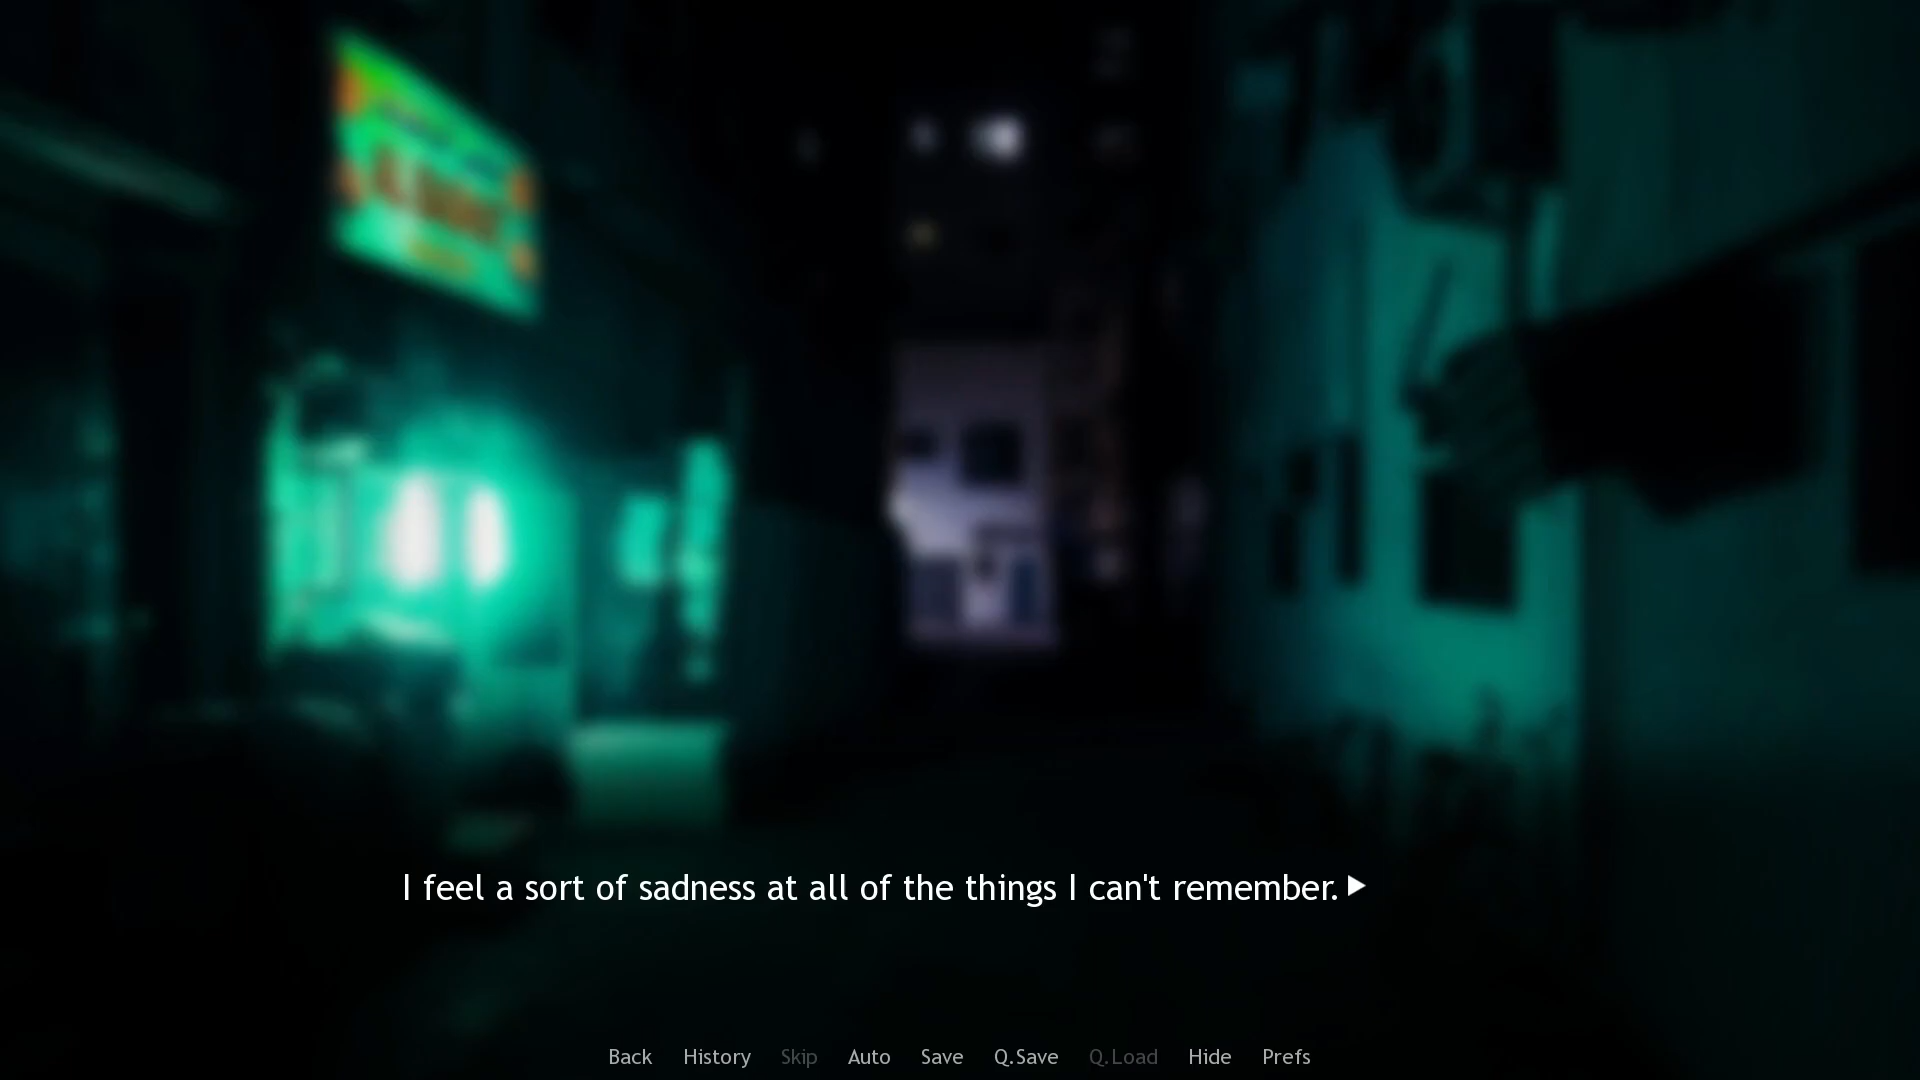 I feel a sort of sadness at all of the things I can't remember.
Back History Skip Auto Save Q.Save Q.Load Hide Prefs